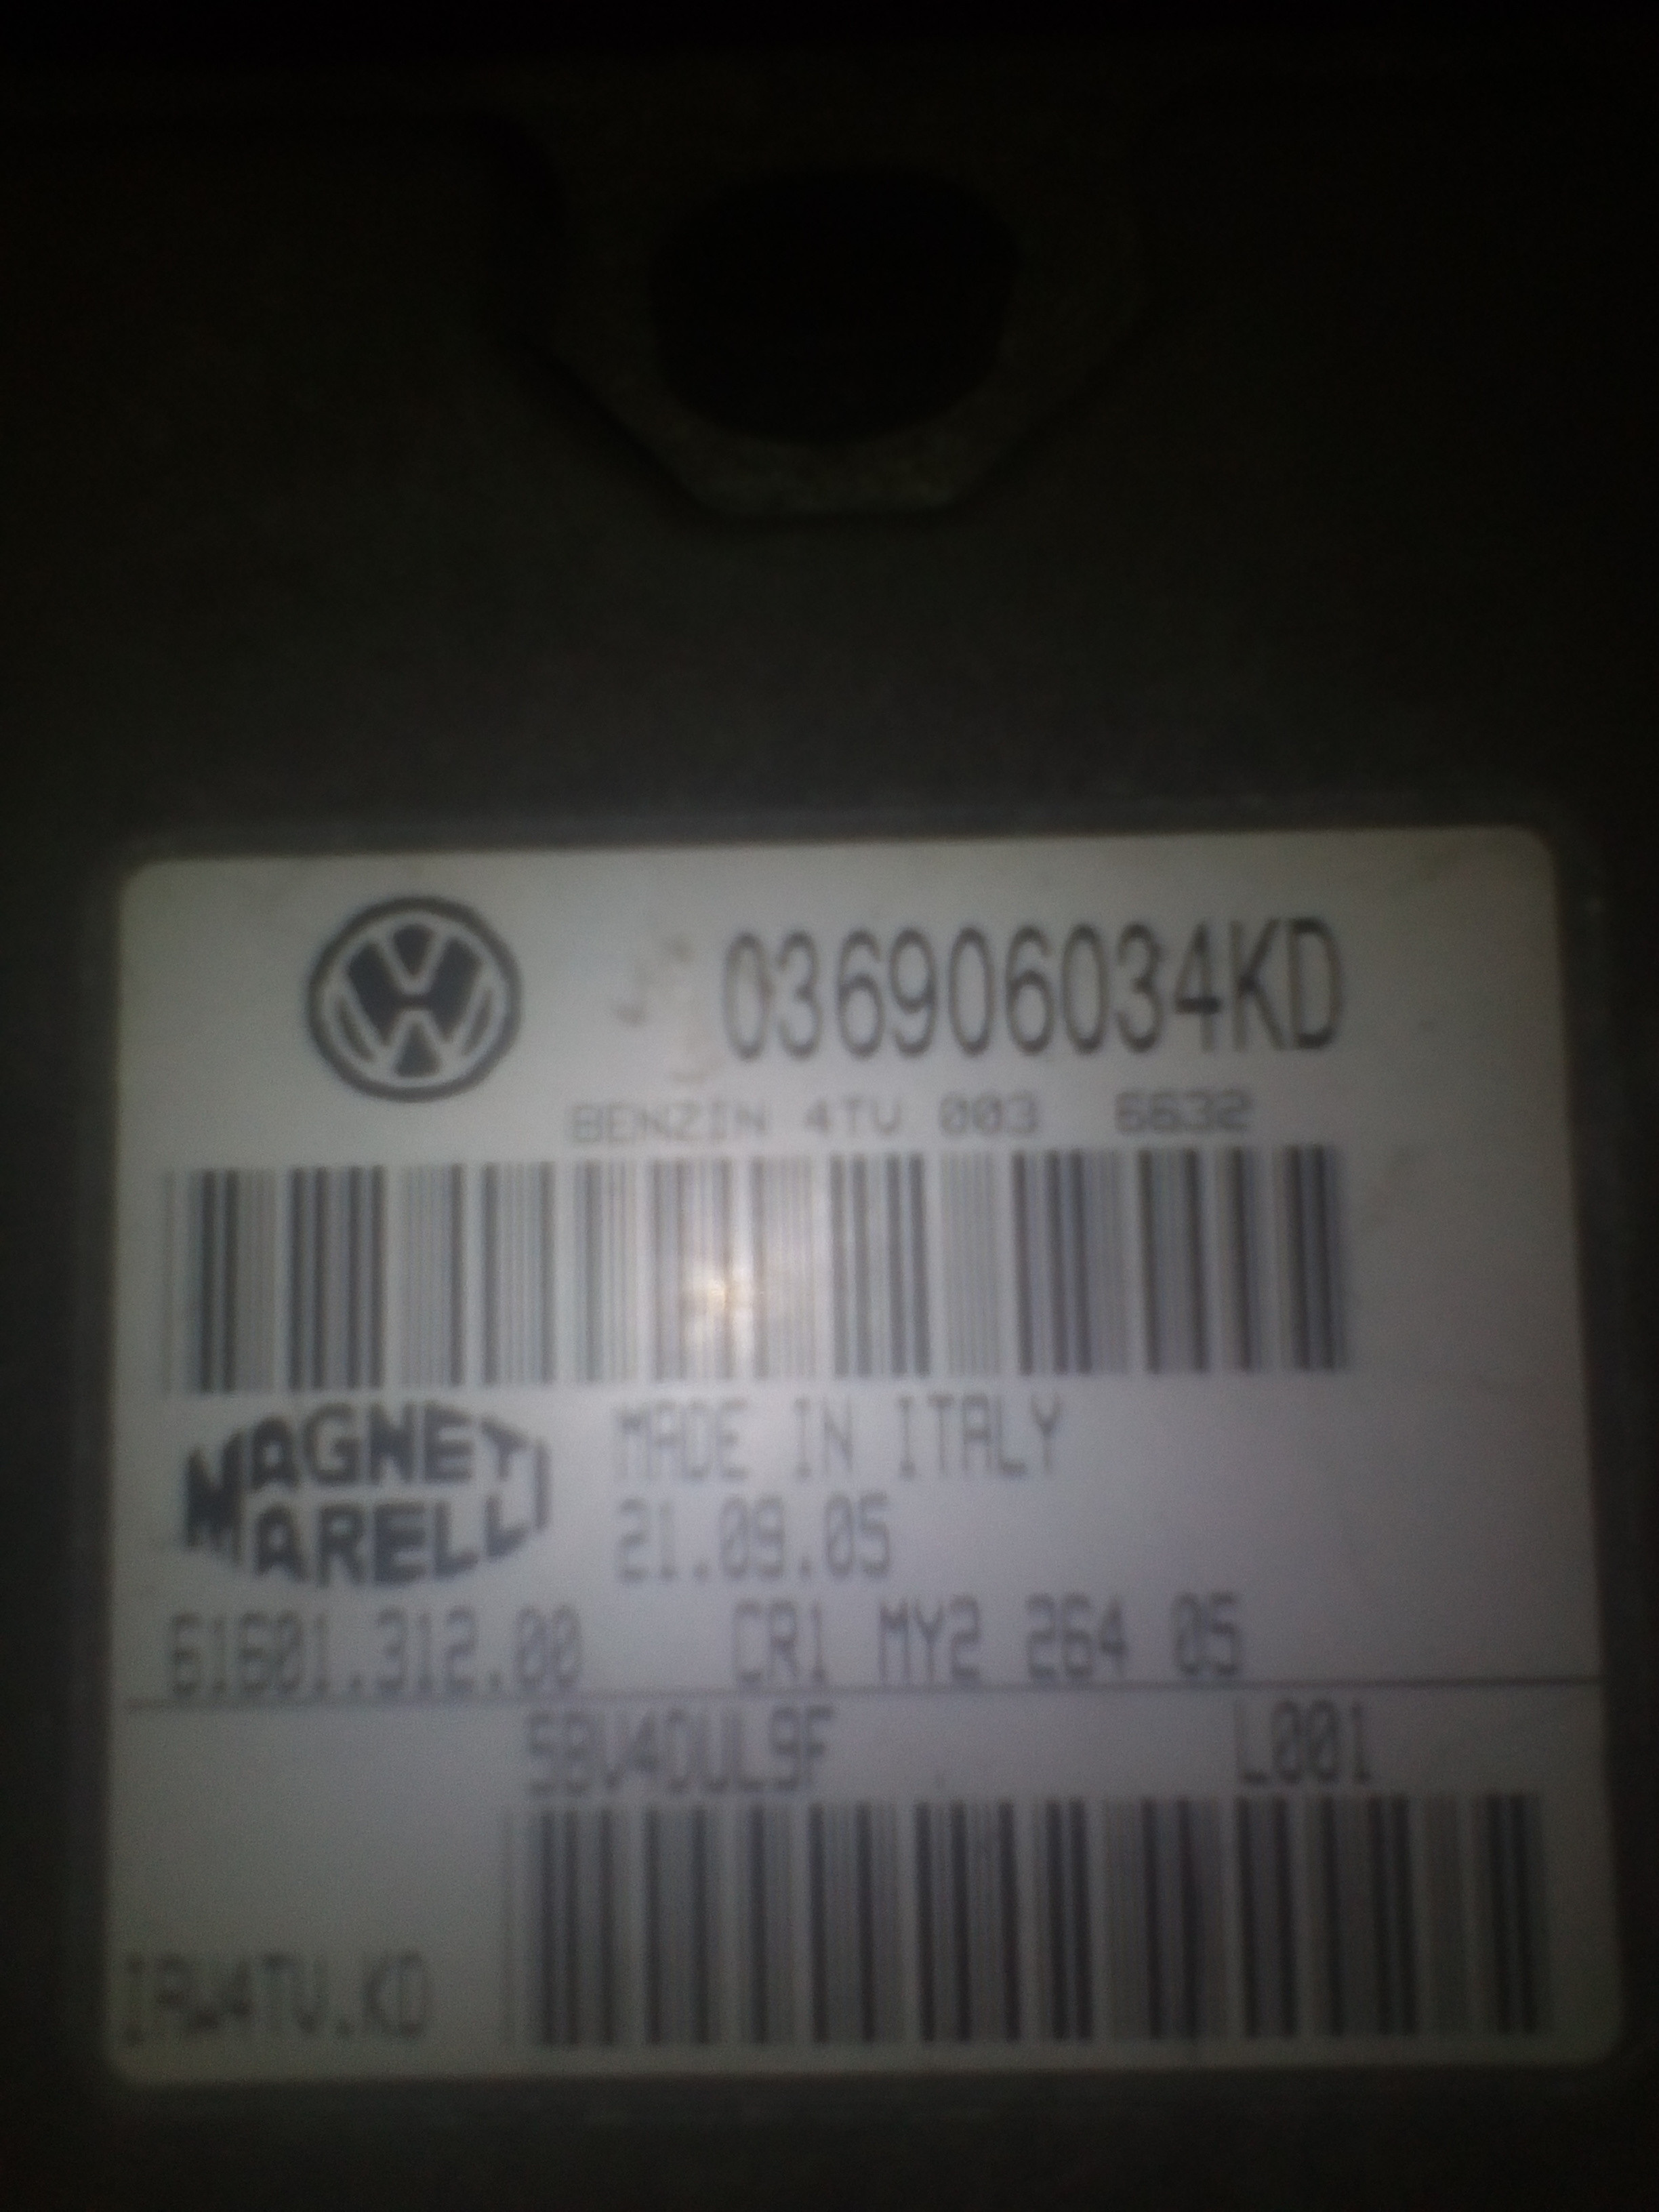 036906034KD
BENZIN 4TV 003 6632
MAGNETI MARELLI
MADE IN ITALY
21.09.05
61601.312.00 CR1 MY2 264 05
5BV4DUL9F L001
IAW4TV.KD